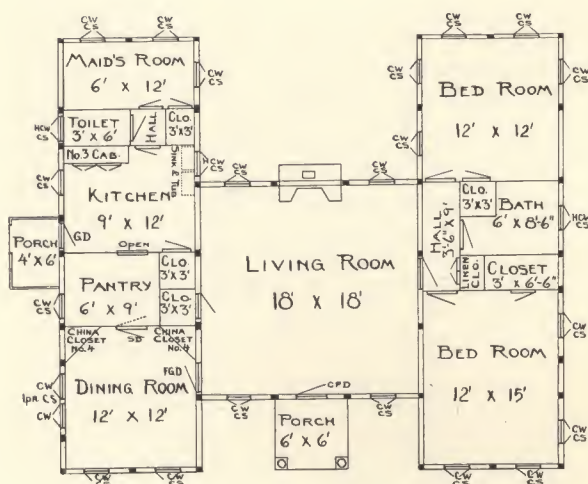 CW CS
CW CS
MAID'S ROOM
6' X 12'
CW CS
TOILET
3' X 6'
HALL
CLO.
3'X3'
HCW CS
No.3 CAB.
SINK & TUB
HCW CS
CW CS
CW CS
KITCHEN
9' X 12'
GD
OPEN
PORCH
4'X6'
PANTRY
6' X 9'
CLO.
3'X3'
CLO.
3'X3'
CW CS
CHINA
CLOSET
No.4
SD
CHINA
CLOSET
No.4
FGD
DINING ROOM
12' X 12'
CW
1pr. CS
CW
CW CS
CW CS
CW CS
LIVING ROOM
18' X 18'
CW CS
CPD
CW CS
PORCH
6' X 6'
CW CS
CW CS
CW CS
CW CS
BED ROOM
12' X 12'
CLO.
3'X3'
BATH
6' X 8'-6"
HCW CS
HALL
3'-6" X 9'
LINEN
CLO.
CLOSET
3' X 6'-6"
CW CS
BED ROOM
12' X 15'
CW CS
CW CS
CW CS